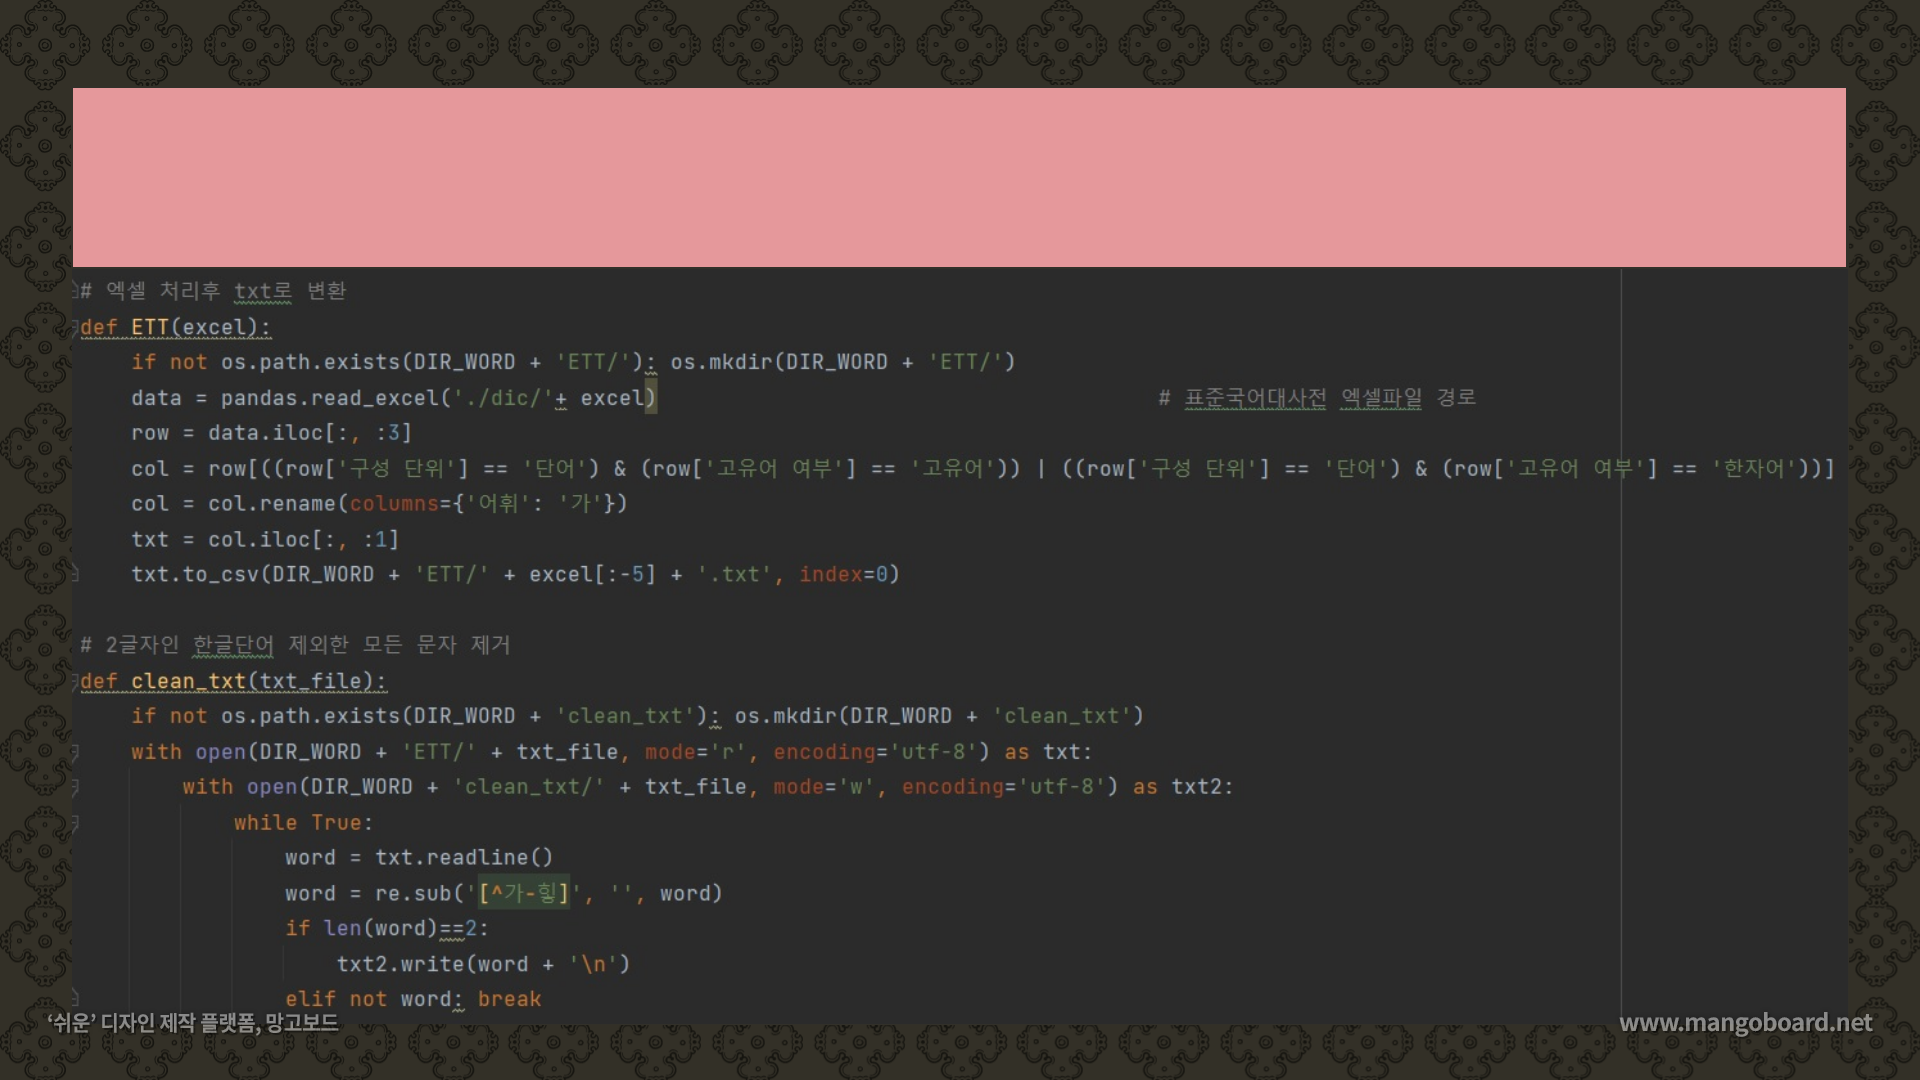 # 엑셀 처리후 txt로 변환
def ETT(excel):
    if not os.path.exists(DIR_WORD + 'ETT/'): os.mkdir(DIR_WORD + 'ETT/')
    data = pandas.read_excel('./dic/'+ excel)                                       # 표준국어대사전 엑셀파일 경로
    row = data.iloc[:, :3]
    col = row[((row['구성 단위'] == '단어') & (row['고유어 여부'] == '고유어')) | ((row['구성 단위'] == '단어') & (row['고유어 여부'] == '한자어'))]
    col = col.rename(columns={'어휘': '가'})
    txt = col.iloc[:, :1]
    txt.to_csv(DIR_WORD + 'ETT/' + excel[:-5] + '.txt', index=0)
# 2글자인 한글단어 제외한 모든 문자 제거
def clean_txt(txt_file):
    if not os.path.exists(DIR_WORD + 'clean_txt'): os.mkdir(DIR_WORD + 'clean_txt')
    with open(DIR_WORD + 'ETT/' + txt_file, mode='r', encoding='utf-8') as txt:
        with open(DIR_WORD + 'clean_txt/' + txt_file, mode='w', encoding='utf-8') as txt2:
            while True:
                word = txt.readline()
                word = re.sub('[^가-힣]', '', word)
                if len(word)==2:
                    txt2.write(word + '\n')
                elif not word: break
‘쉬운’ 디자인 제작 플랫폼, 망고보드
www.mangoboard.net